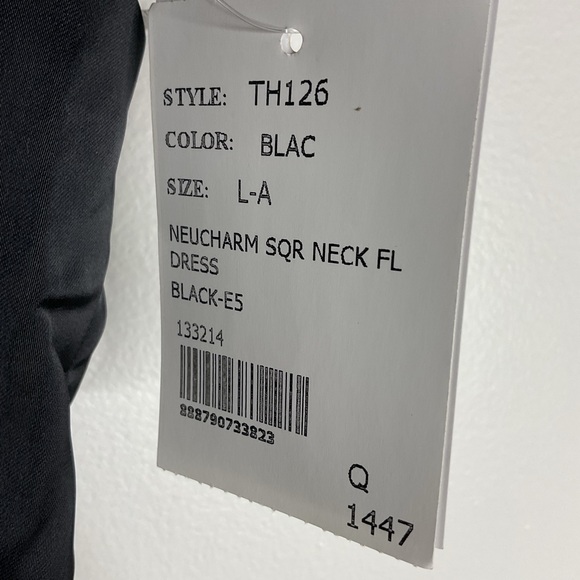 STYLE: TH126
COLOR: BLAC
SIZE: L-A
NEUCHARM SQR NECK FL
DRESS
BLACK-E5
133214
888790733823
Q
1447